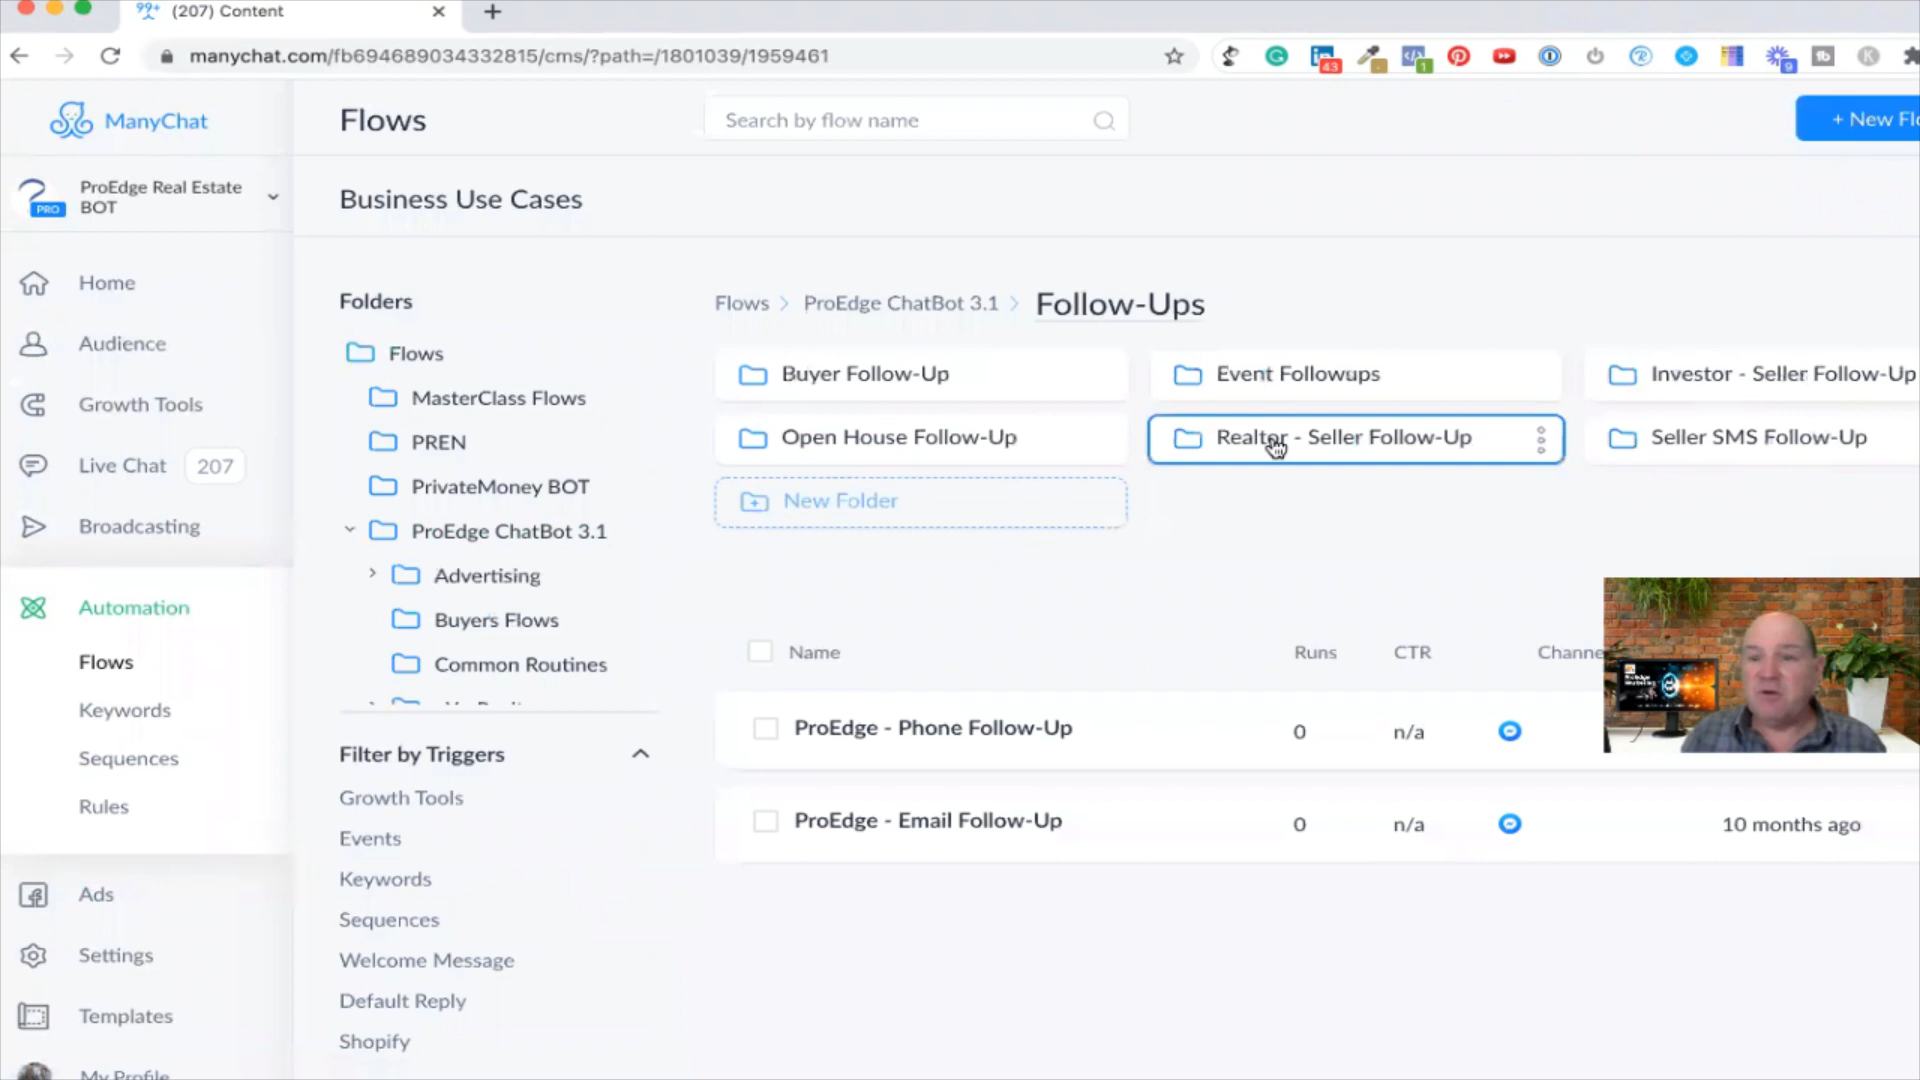 99+ (207) Content
manychat.com/fb694689034332815/cms/?path=/1801039/1959461
43
1
9
ManyChat
Flows
Search by flow name
+ New Flo
PRO
ProEdge Real Estate
BOT
Business Use Cases
Home
Audience
Growth Tools
Live Chat 207
Broadcasting
Automation
Flows
Keywords
Sequences
Rules
Ads
Settings
Templates
My Profile
Folders
Flows
MasterClass Flows
PREN
PrivateMoney BOT
ProEdge ChatBot 3.1
Advertising
Buyers Flows
Common Routines
Filter by Triggers
Growth Tools
Events
Keywords
Sequences
Welcome Message
Default Reply
Shopify
Flows > ProEdge ChatBot 3.1 > Follow-Ups
Buyer Follow-Up
Event Followups
Investor - Seller Follow-Up
Open House Follow-Up
Realtor - Seller Follow-Up
Seller SMS Follow-Up
New Folder
Name Runs CTR Channe
ProEdge - Phone Follow-Up 0 n/a
ProEdge - Email Follow-Up 0 n/a 10 months ago